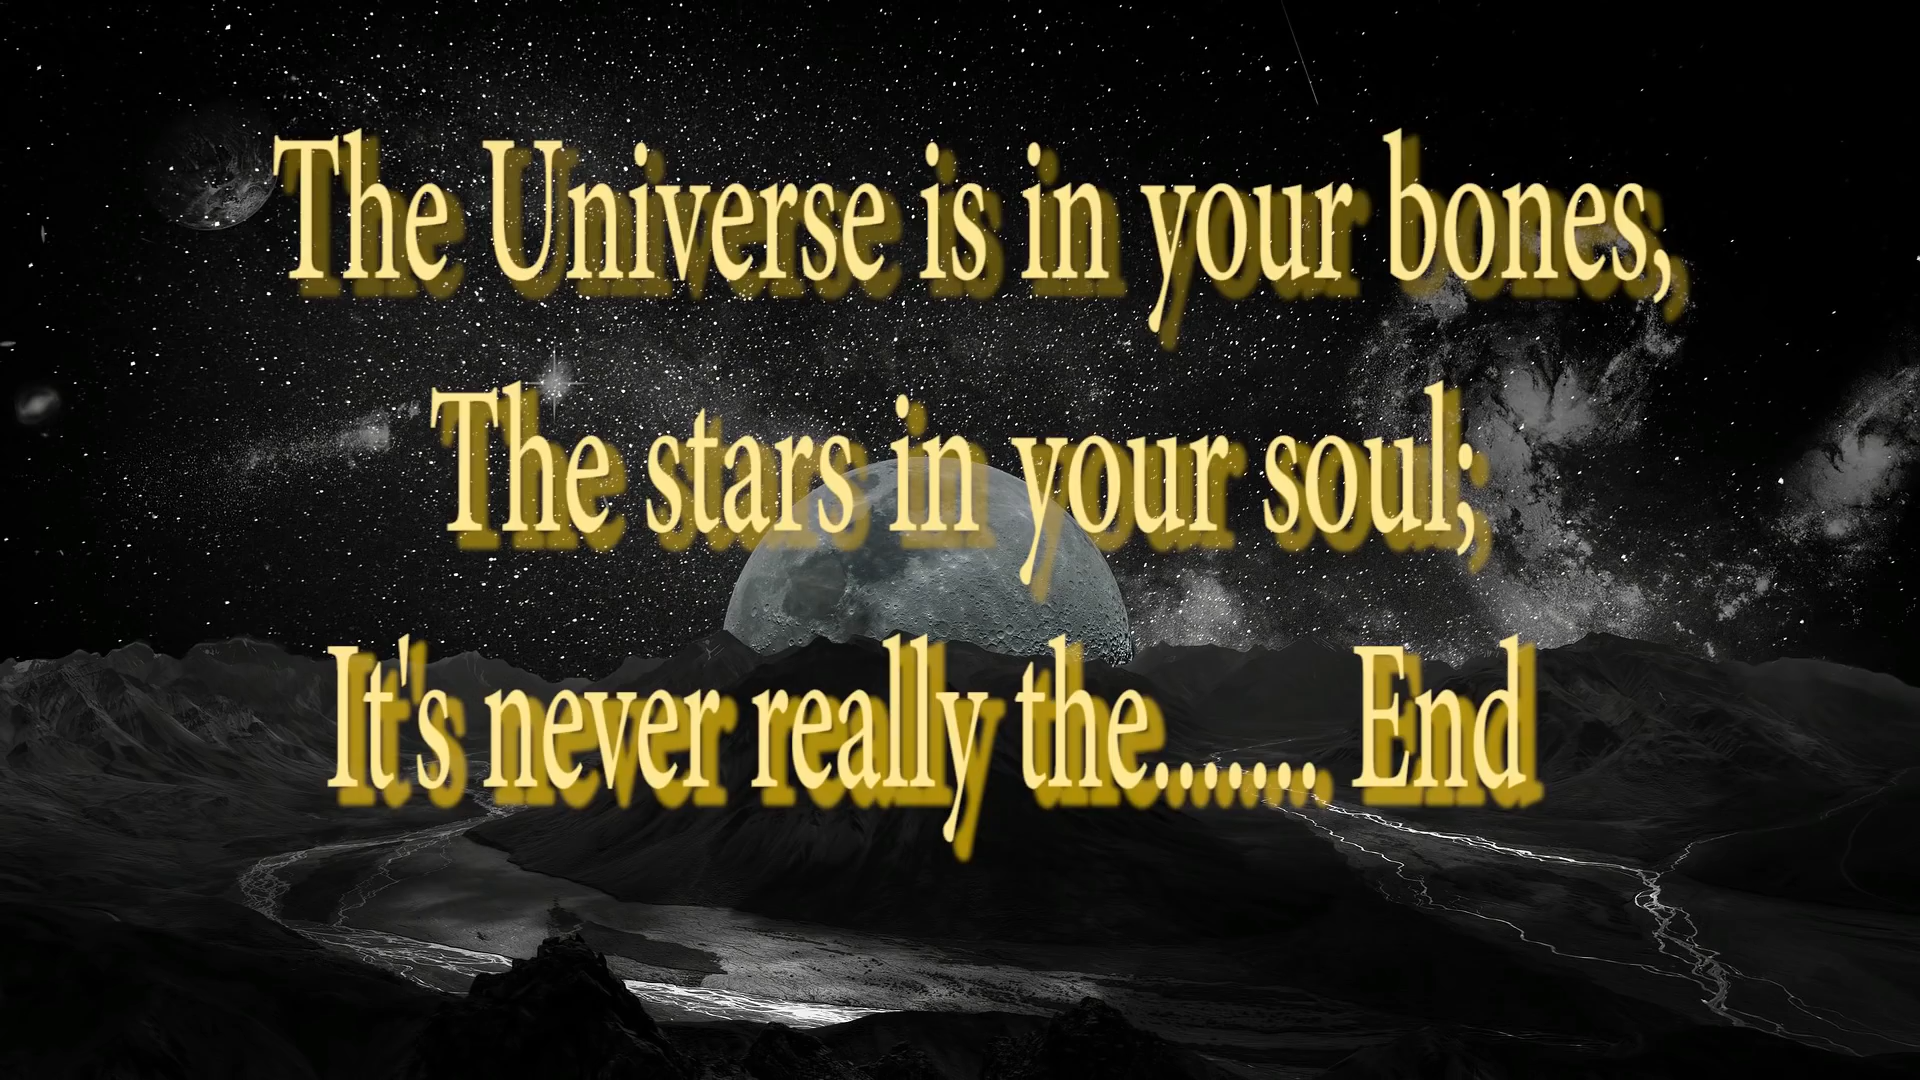 The Universe is in your bones,
The stars in your soul;
It's never really the....... End